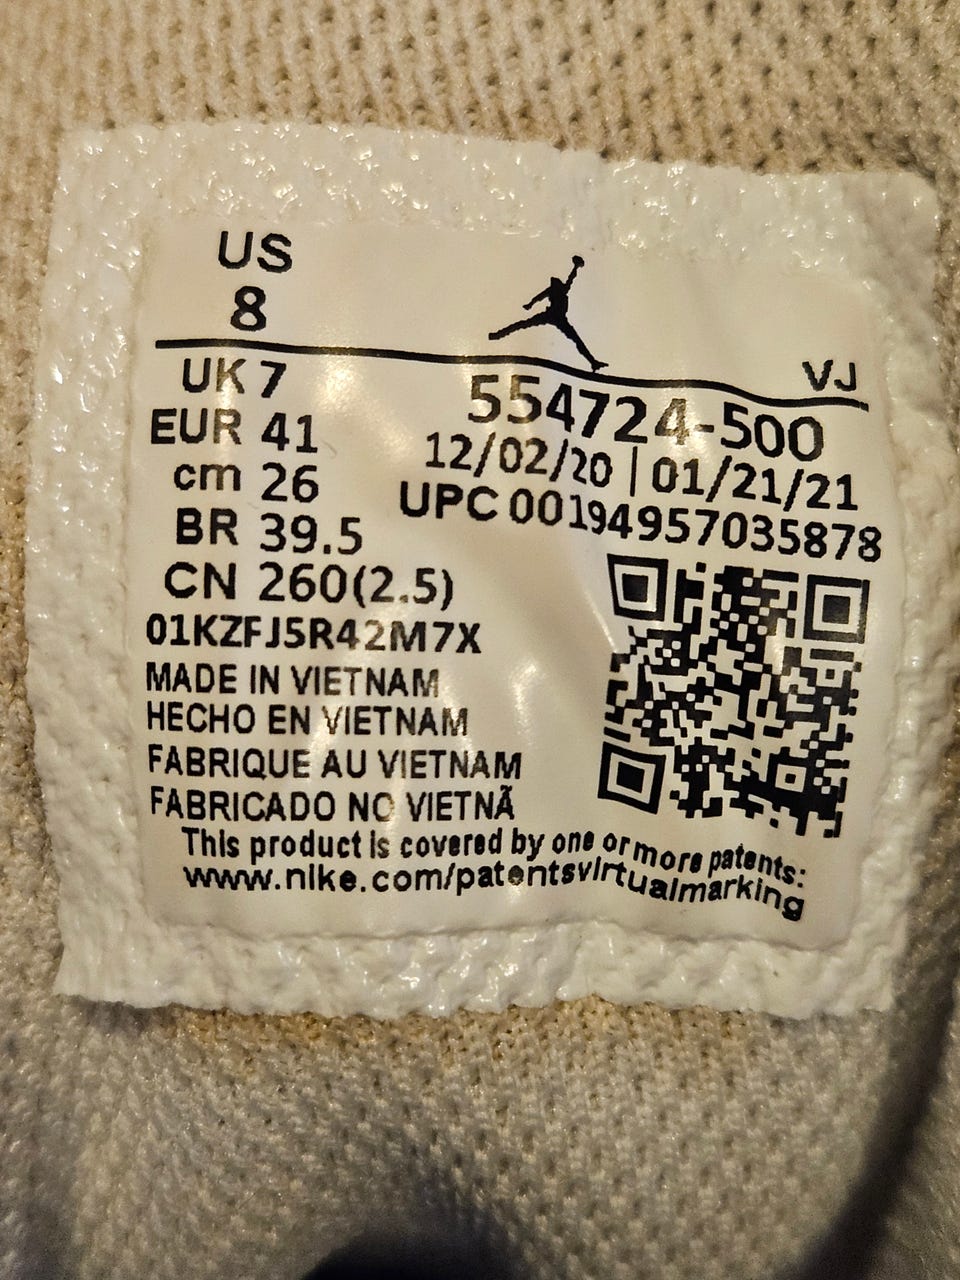 US
8
VJ
UK 7
EUR 41
cm 26
BR 39.5
CN 260(2.5)
554724-500
12/02/20 | 01/21/21
UPC 00194957035878
01KZFJ5R42M7X
MADE IN VIETNAM
HECHO EN VIETNAM
FABRIQUE AU VIETNAM
FABRICADO NO VIETNÃ
This product is covered by one or more patents:
www.nike.com/patentsvirtualmarking